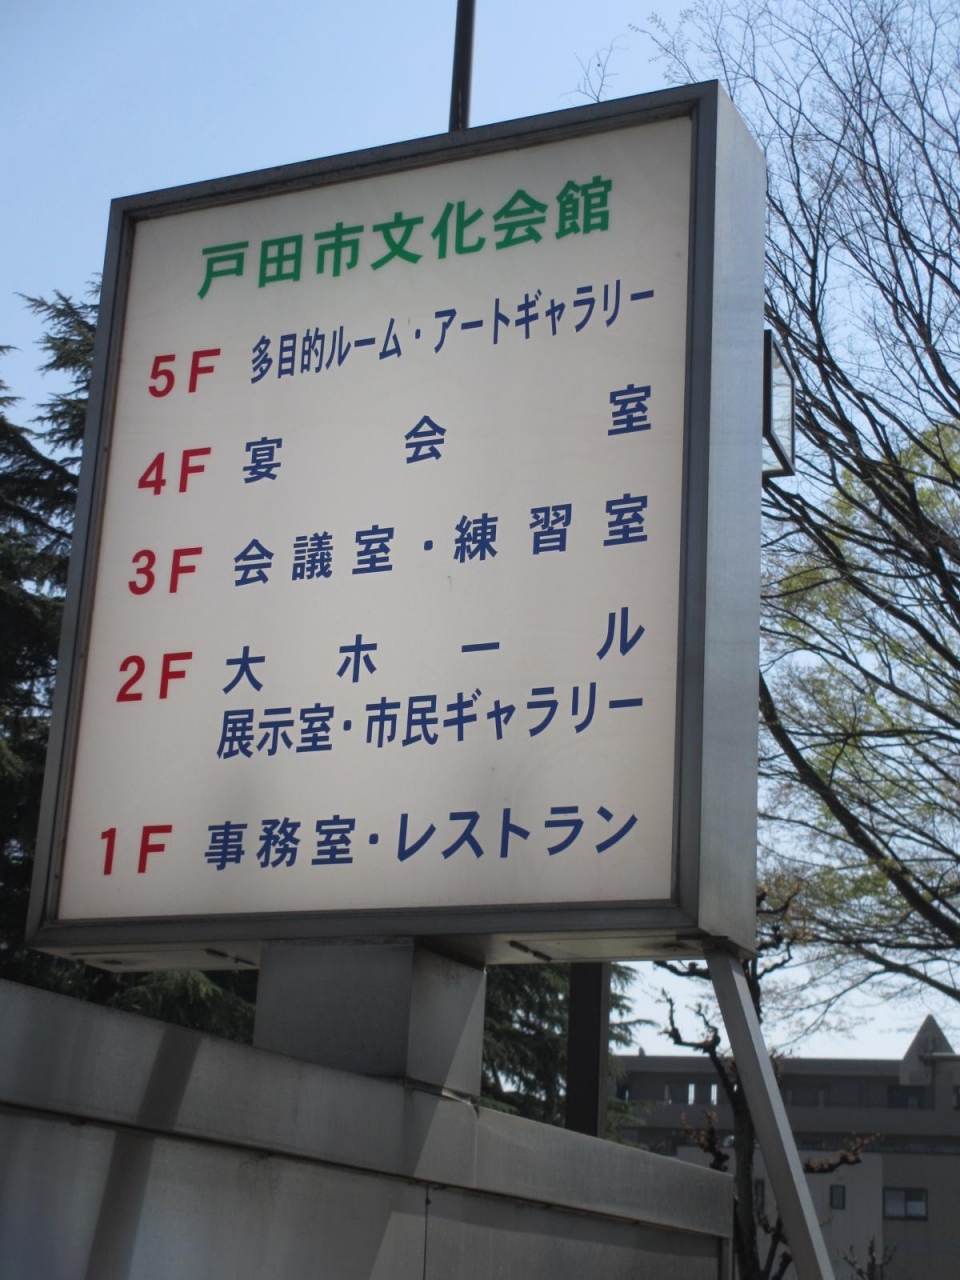 戸田市文化会館
5F 多目的ルーム・アートギャラリー
4F 宴会室
3F 会議室・練習室
2F 大ホール
展示室・市民ギャラリー
1F 事務室・レストラン